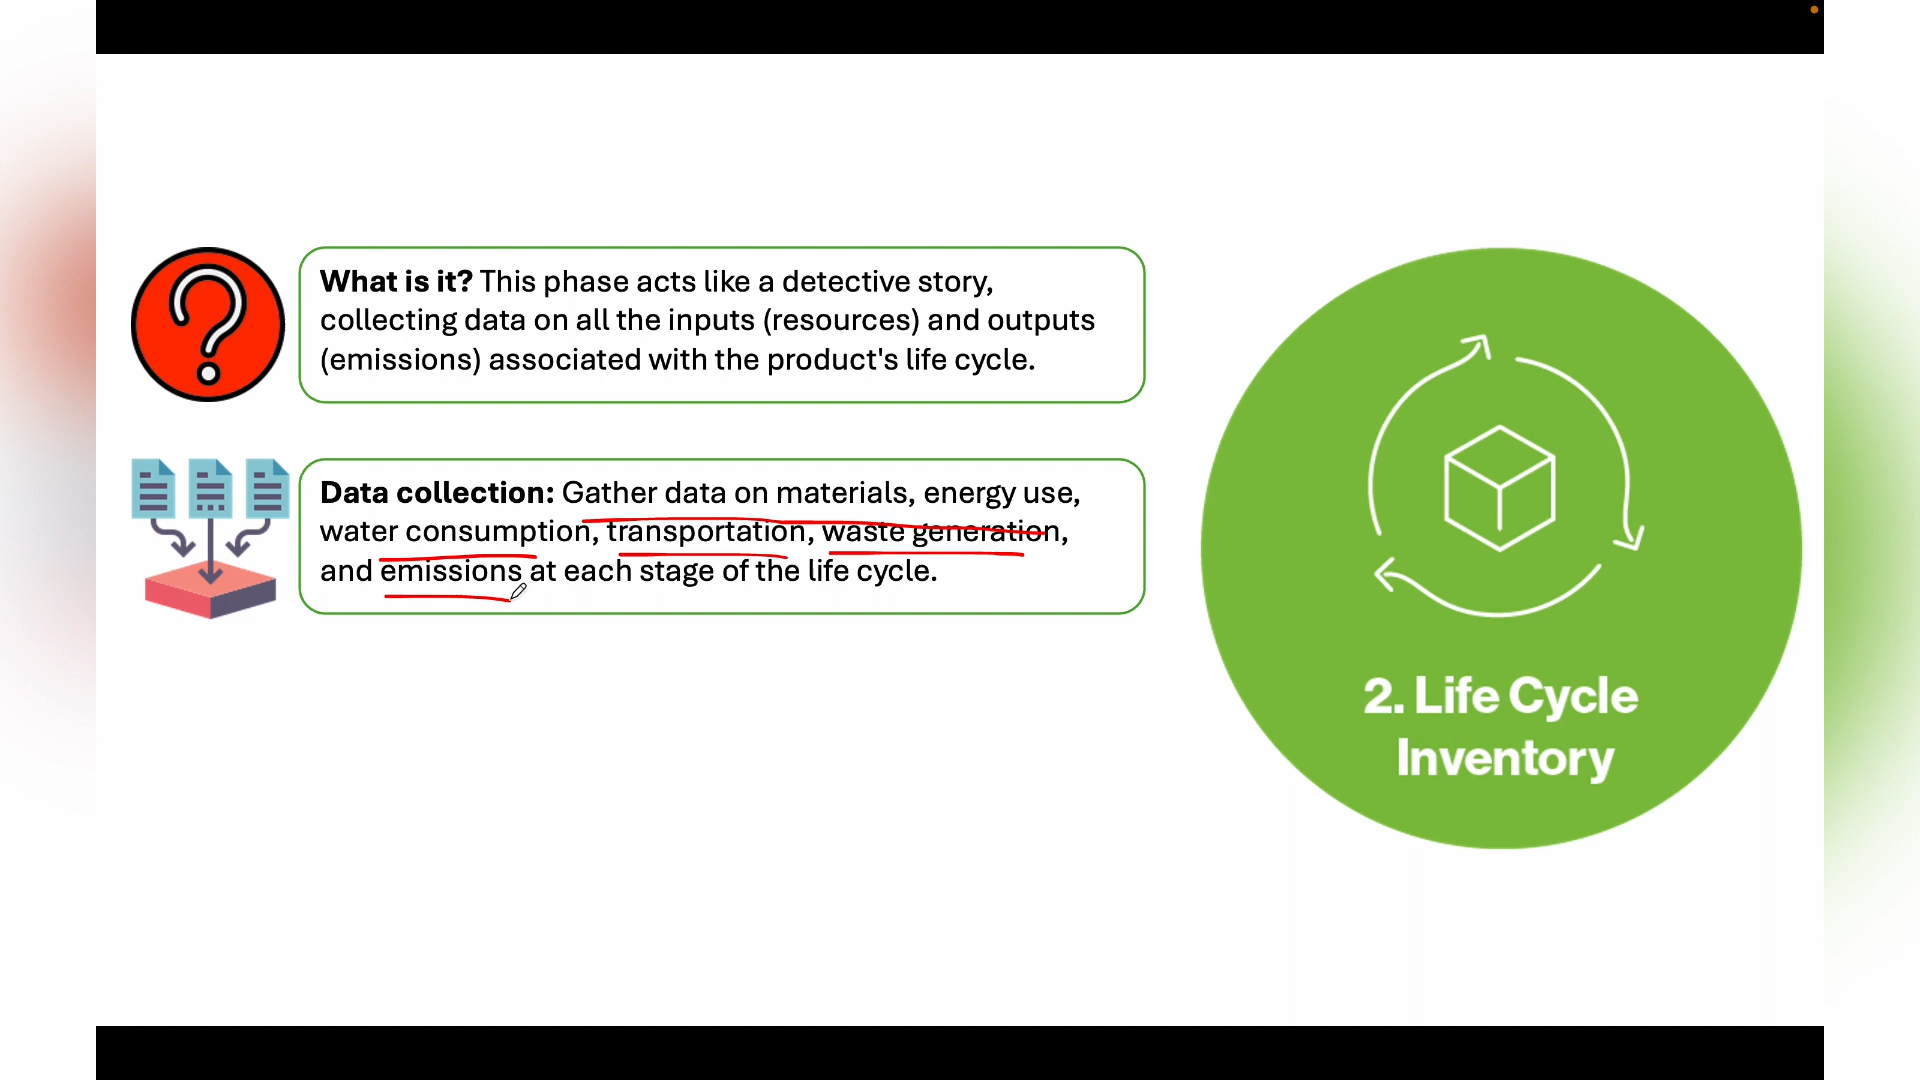 What is it? This phase acts like a detective story,
collecting data on all the inputs (resources) and outputs
(emissions) associated with the product's life cycle.
Data collection: Gather data on materials, energy use,
water consumption, transportation, waste generation,
and emissions at each stage of the life cycle.
2. Life Cycle
Inventory